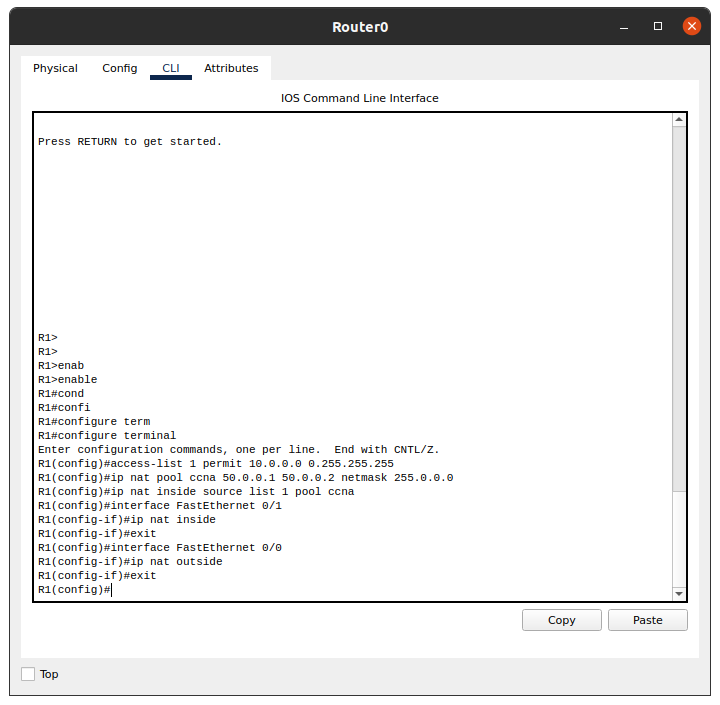 Router0
Physical Config CLI Attributes
IOS Command Line Interface
Press RETURN to get started.
R1>
R1>
R1>enab
R1>enable
R1#cond
R1#confi
R1#configure term
R1#configure terminal
Enter configuration commands, one per line.  End with CNTL/Z.
R1(config)#access-list 1 permit 10.0.0.0 0.255.255.255
R1(config)#ip nat pool ccna 50.0.0.1 50.0.0.2 netmask 255.0.0.0
R1(config)#ip nat inside source list 1 pool ccna
R1(config)#interface FastEthernet 0/1
R1(config-if)#ip nat inside
R1(config-if)#exit
R1(config)#interface FastEthernet 0/0
R1(config-if)#ip nat outside
R1(config-if)#exit
R1(config)#
Copy Paste
Top